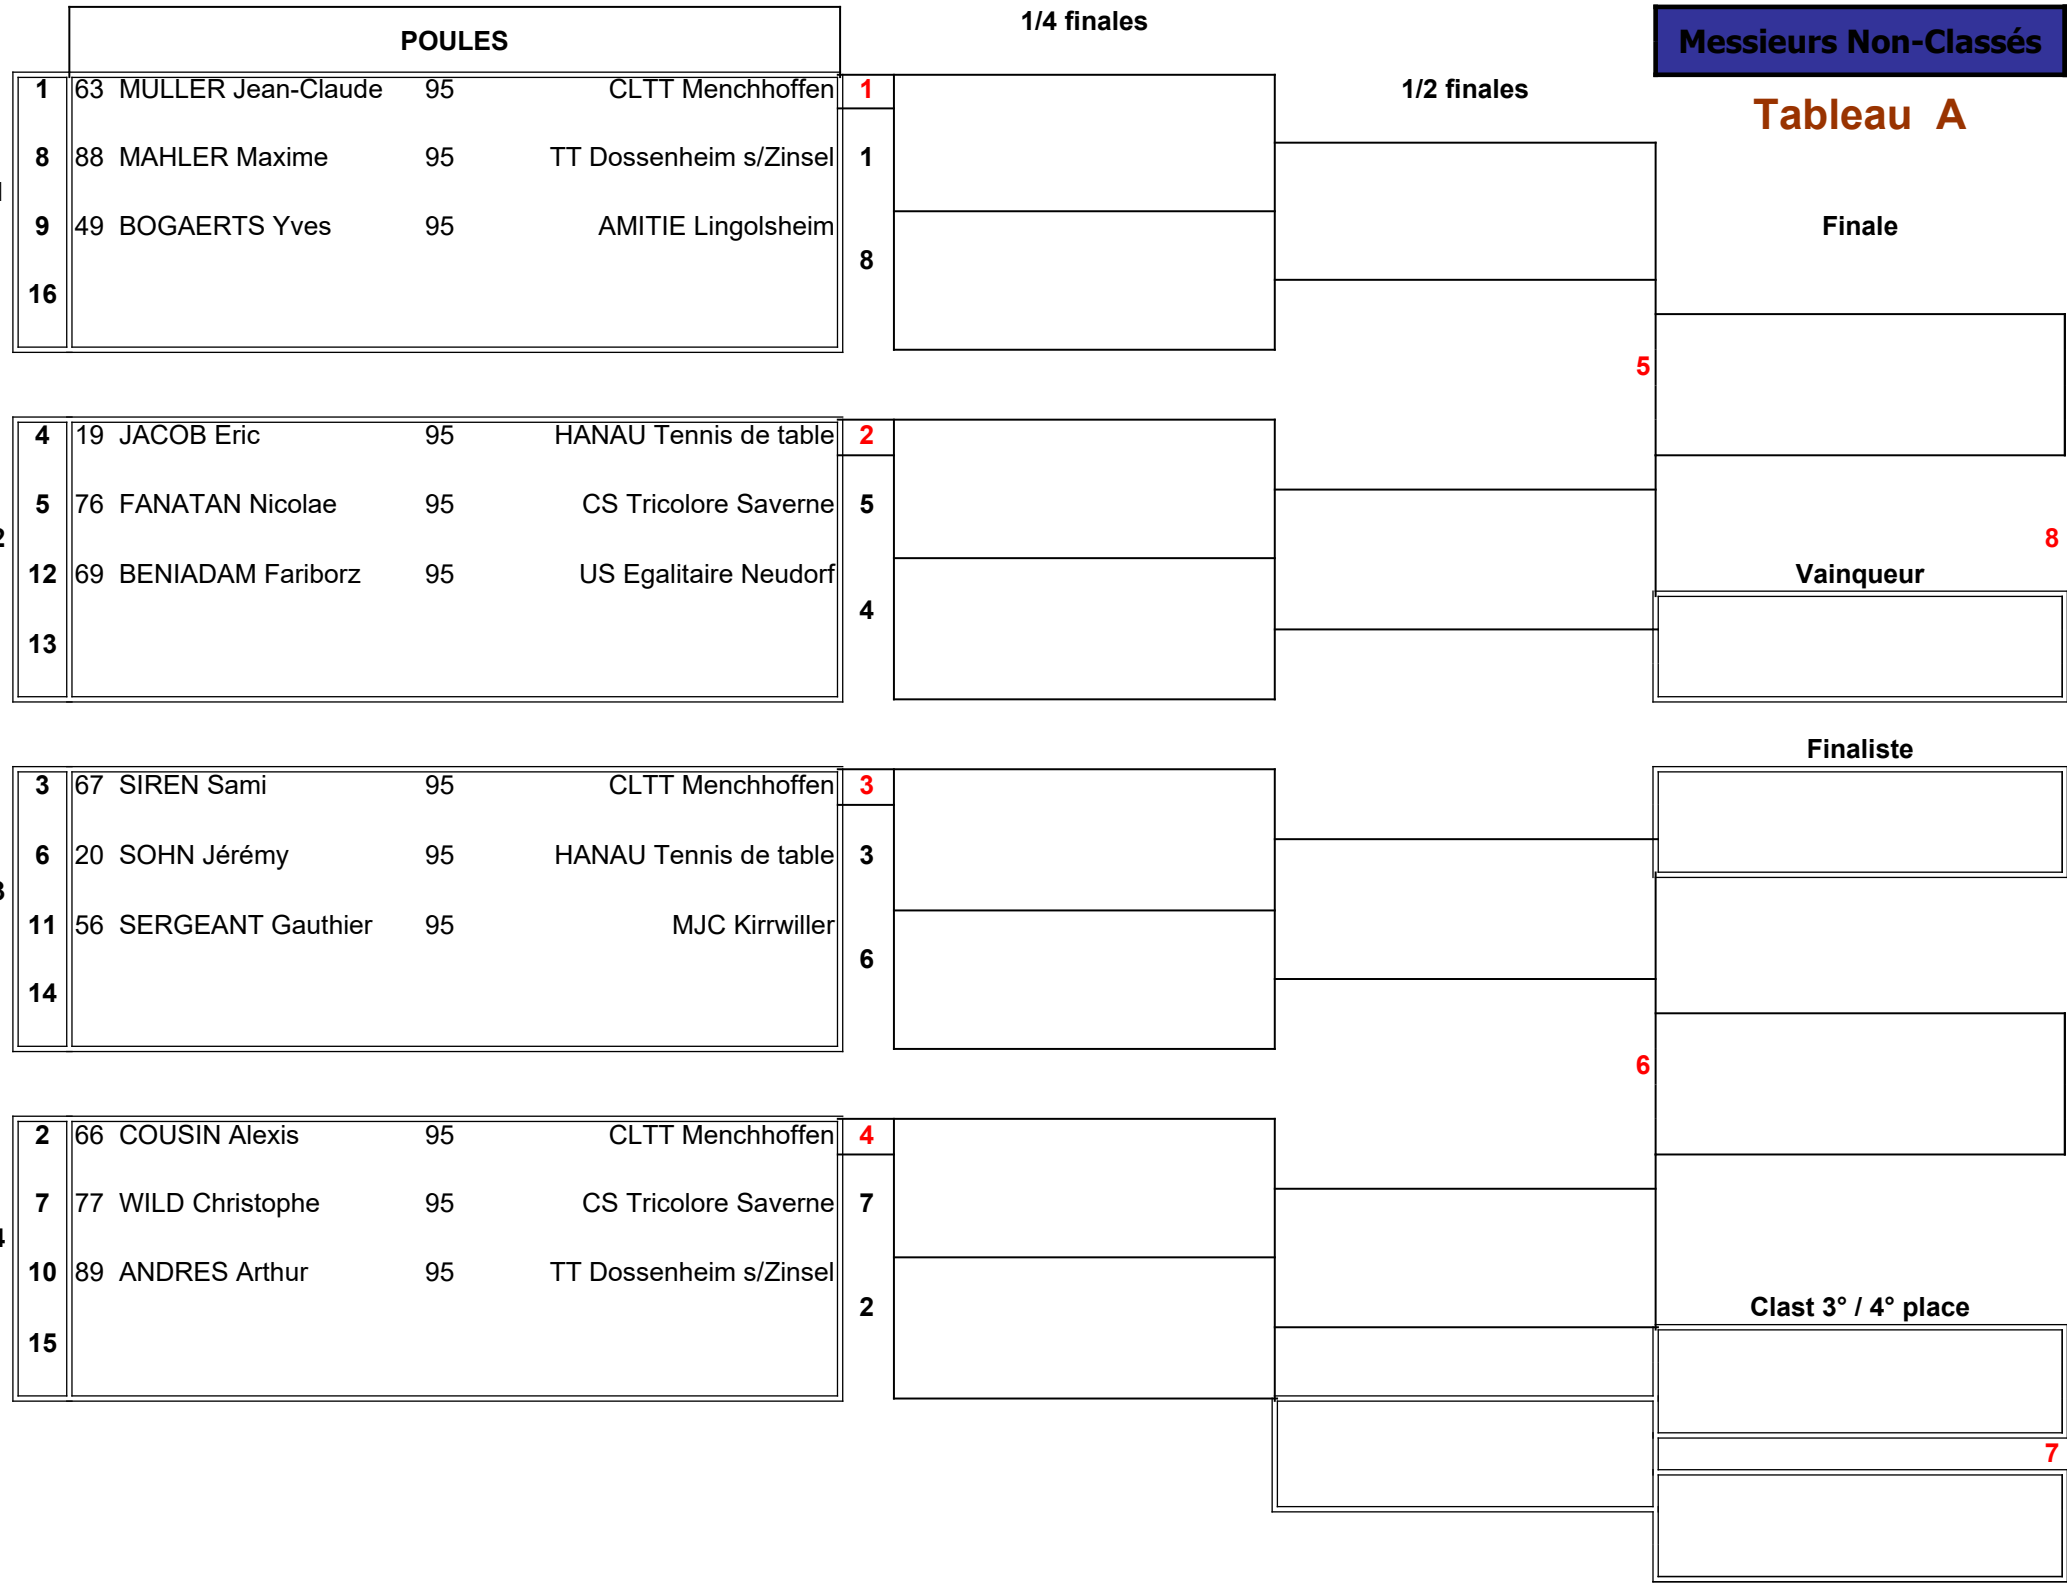 POULES
1/4 finales
Messieurs Non-Classés
1 63 MULLER Jean-Claude 95 CLTT Menchhoffen 1
1/2 finales
Tableau A
8 88 MAHLER Maxime 95 TT Dossenheim s/Zinsel 1
9 49 BOGAERTS Yves 95 AMITIE Lingolsheim
Finale
8
16
5
4 19 JACOB Eric 95 HANAU Tennis de table 2
5 76 FANATAN Nicolae 95 CS Tricolore Saverne 5
8
12 69 BENIADAM Fariborz 95 US Egalitaire Neudorf
Vainqueur
4
13
Finaliste
3 67 SIREN Sami 95 CLTT Menchhoffen 3
6 20 SOHN Jérémy 95 HANAU Tennis de table 3
11 56 SERGEANT Gauthier 95 MJC Kirrwiller
6
14
6
2 66 COUSIN Alexis 95 CLTT Menchhoffen 4
7 77 WILD Christophe 95 CS Tricolore Saverne 7
10 89 ANDRES Arthur 95 TT Dossenheim s/Zinsel
2
Clast 3° / 4° place
15
7